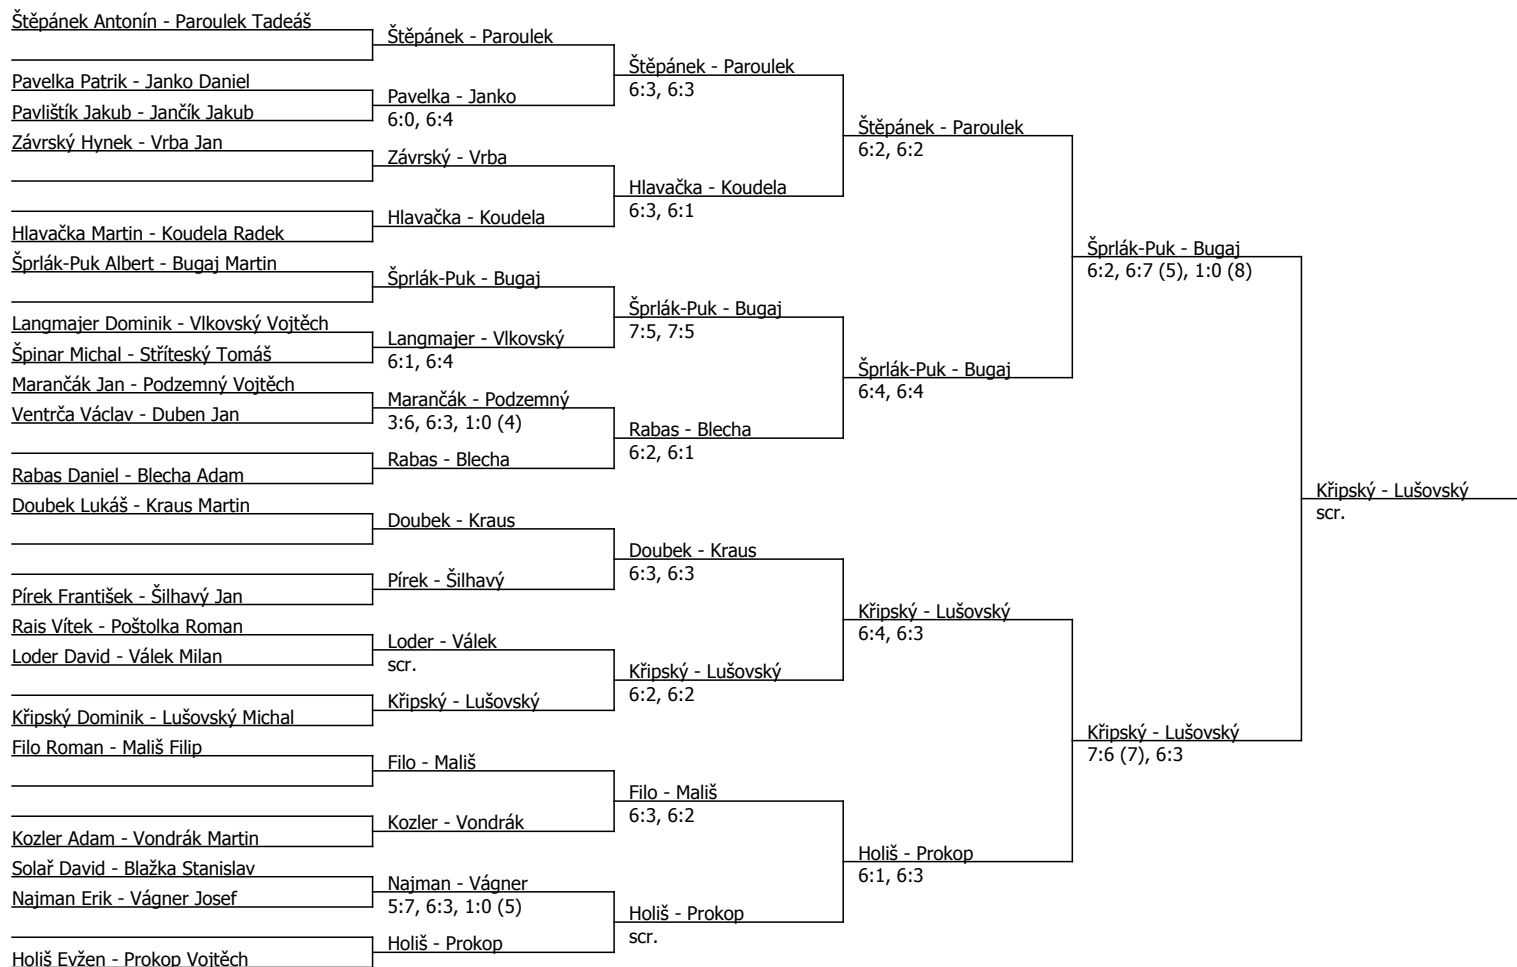 Štěpánek Antonín - Paroulek Tadeáš
Pavelka Patrik - Janko Daniel
Pavlištík Jakub - Jančík Jakub
Závrský Hynek - Vrba Jan
Hlavačka Martin - Koudela Radek
Šprlák-Puk Albert - Bugaj Martin
Langmajer Dominik - Vlkovský Vojtěch
Špinar Michal - Stříteský Tomáš
Marančák Jan - Podzemný Vojtěch
Ventrča Václav - Duben Jan
Rabas Daniel - Blecha Adam
Doubek Lukáš - Kraus Martin
Pírek František - Šilhavý Jan
Rais Vítek - Poštolka Roman
Loder David - Válek Milan
Křipský Dominik - Lušovský Michal
Filo Roman - Mališ Filip
Kozler Adam - Vondrák Martin
Solař David - Blažka Stanislav
Najman Erik - Vágner Josef
Holiš Evžen - Prokop Vojtěch
Štěpánek - Paroulek
Pavelka - Janko
6:0, 6:4
Závrský - Vrba
Hlavačka - Koudela
Šprlák-Puk - Bugaj
Langmajer - Vlkovský
6:1, 6:4
Marančák - Podzemný
3:6, 6:3, 1:0 (4)
Rabas - Blecha
Doubek - Kraus
Pírek - Šilhavý
Loder - Válek
scr.
Křipský - Lušovský
Filo - Mališ
Kozler - Vondrák
Najman - Vágner
5:7, 6:3, 1:0 (5)
Holiš - Prokop
Štěpánek - Paroulek
6:3, 6:3
Hlavačka - Koudela
6:3, 6:1
Šprlák-Puk - Bugaj
7:5, 7:5
Rabas - Blecha
6:2, 6:1
Doubek - Kraus
6:3, 6:3
Křipský - Lušovský
6:2, 6:2
Filo - Mališ
6:3, 6:2
Holiš - Prokop
scr.
Štěpánek - Paroulek
6:2, 6:2
Šprlák-Puk - Bugaj
6:4, 6:4
Křipský - Lušovský
6:4, 6:3
Holiš - Prokop
6:1, 6:3
Šprlák-Puk - Bugaj
6:2, 6:7 (5), 1:0 (8)
Křipský - Lušovský
7:6 (7), 6:3
Křipský - Lušovský
scr.